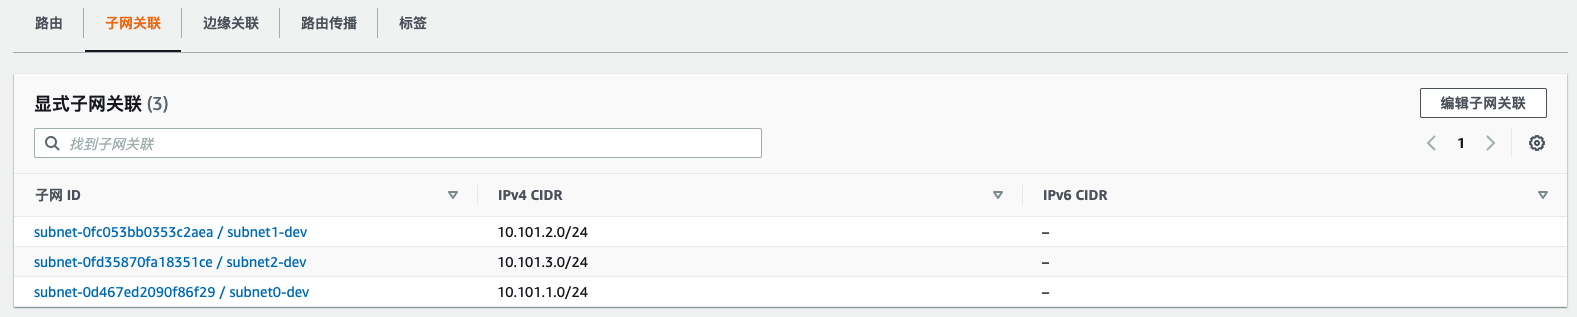 路由 子网关联 边缘关联 路由传播 标签
显式子网关联 (3) 编辑子网关联
找到子网关联 1
子网 ID IPv4 CIDR IPv6 CIDR
subnet-0fc053bb0353c2aea / subnet1-dev 10.101.2.0/24 –
subnet-0fd35870fa18351ce / subnet2-dev 10.101.3.0/24 –
subnet-0d467ed2090f86f29 / subnet0-dev 10.101.1.0/24 –